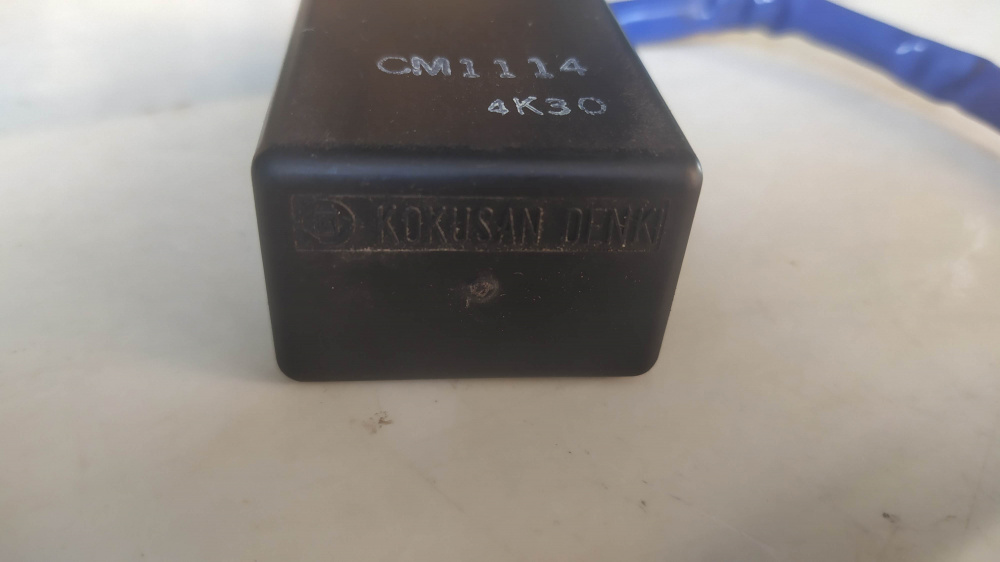 CM1114
4K30
KOKUSAN DENKI